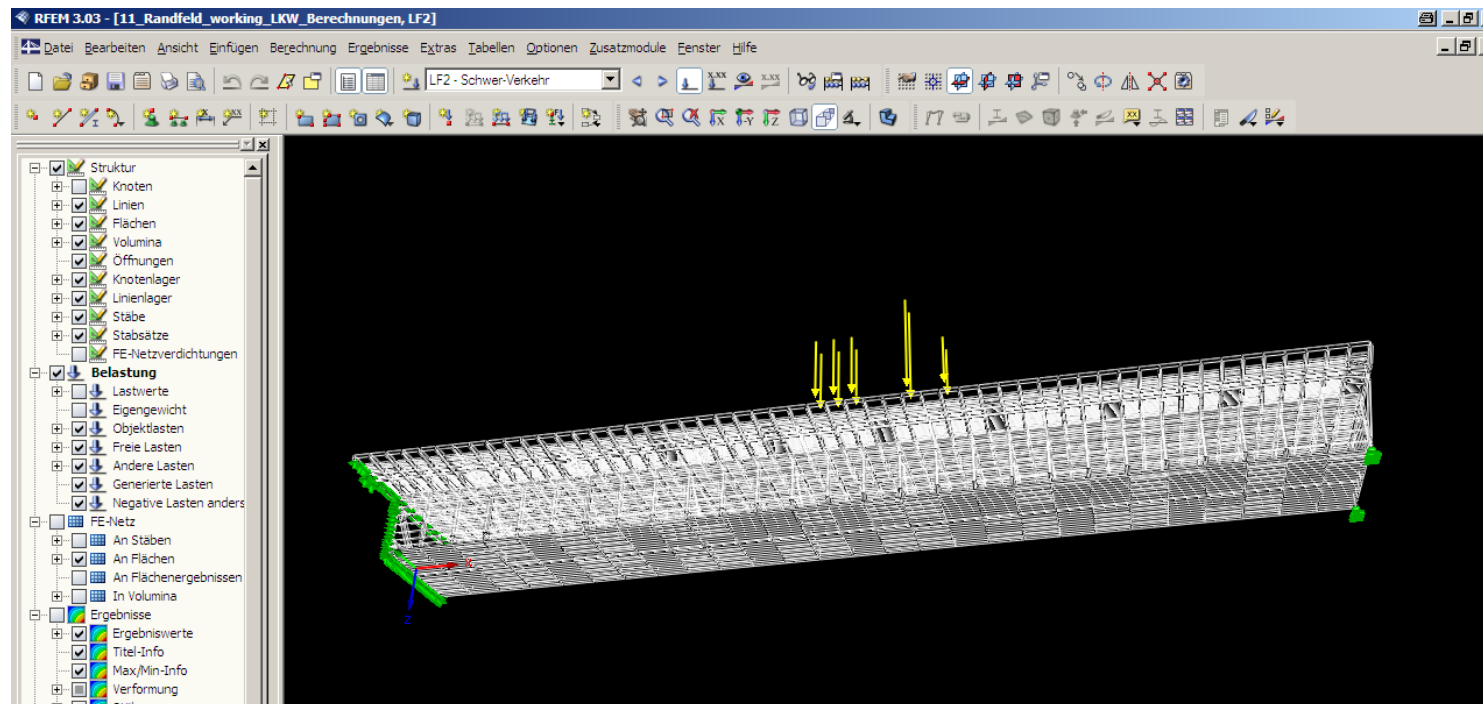 RFEM 3.03 - [11_Randfeld_working_LKW_Berechnungen, LF2]
Datei Bearbeiten Ansicht Einfügen Berechnung Ergebnisse Extras Tabellen Optionen Zusatzmodule Fenster Hilfe
LF2 - Schwer-Verkehr
Struktur
Knoten
Linien
Flächen
Volumina
Öffnungen
Knotenlager
Linienlager
Stäbe
Stabsätze
FE-Netzverdichtungen
Belastung
Lastwerte
Eigengewicht
Objektlasten
Freie Lasten
Andere Lasten
Generierte Lasten
Negative Lasten anders
FE-Netz
An Stäben
An Flächen
An Flächenergebnissen
In Volumina
Ergebnisse
Ergebniswerte
Titel-Info
Max/Min-Info
Verformung
X
Z